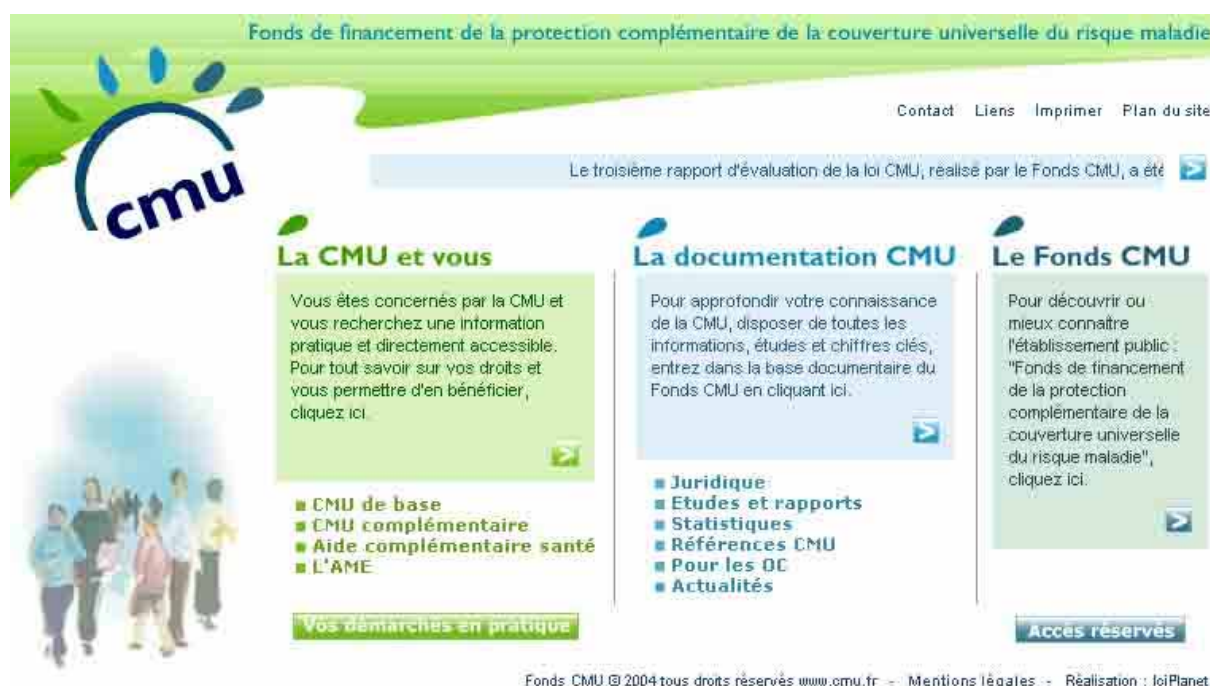 Fonds de financement de la protection complémentaire de la couverture universelle du risque maladie
Contact Liens Imprimer Plan du site
Le troisième rapport d'évaluation de la loi CMU, réalisé par le Fonds CMU, a été
>
cmu
La CMU et vous
Vous êtes concernés par la CMU et
vous recherchez une information
pratique et directement accessible.
Pour tout savoir sur vos droits et
vous permettre d'en bénéficier,
cliquez ici.
>
CMU de base
CMU complémentaire
Aide complémentaire santé
L'AME
Vos démarches en pratique
La documentation CMU
Pour approfondir votre connaissance
de la CMU, disposer de toutes les
informations, études et chiffres clés,
entrez dans la base documentaire du
Fonds CMU en cliquant ici.
>
Juridique
Etudes et rapports
Statistiques
Références CMU
Pour les OC
Actualités
Le Fonds CMU
Pour découvrir ou
mieux connaître
l'établissement public :
"Fonds de financement
de la protection
complémentaire de la
couverture universelle
du risque maladie",
cliquez ici.
>
Accès réservés
Fonds CMU © 2004 tous droits réservés www.cmu.fr - Mentions légales - Réalisation : loiPlanet